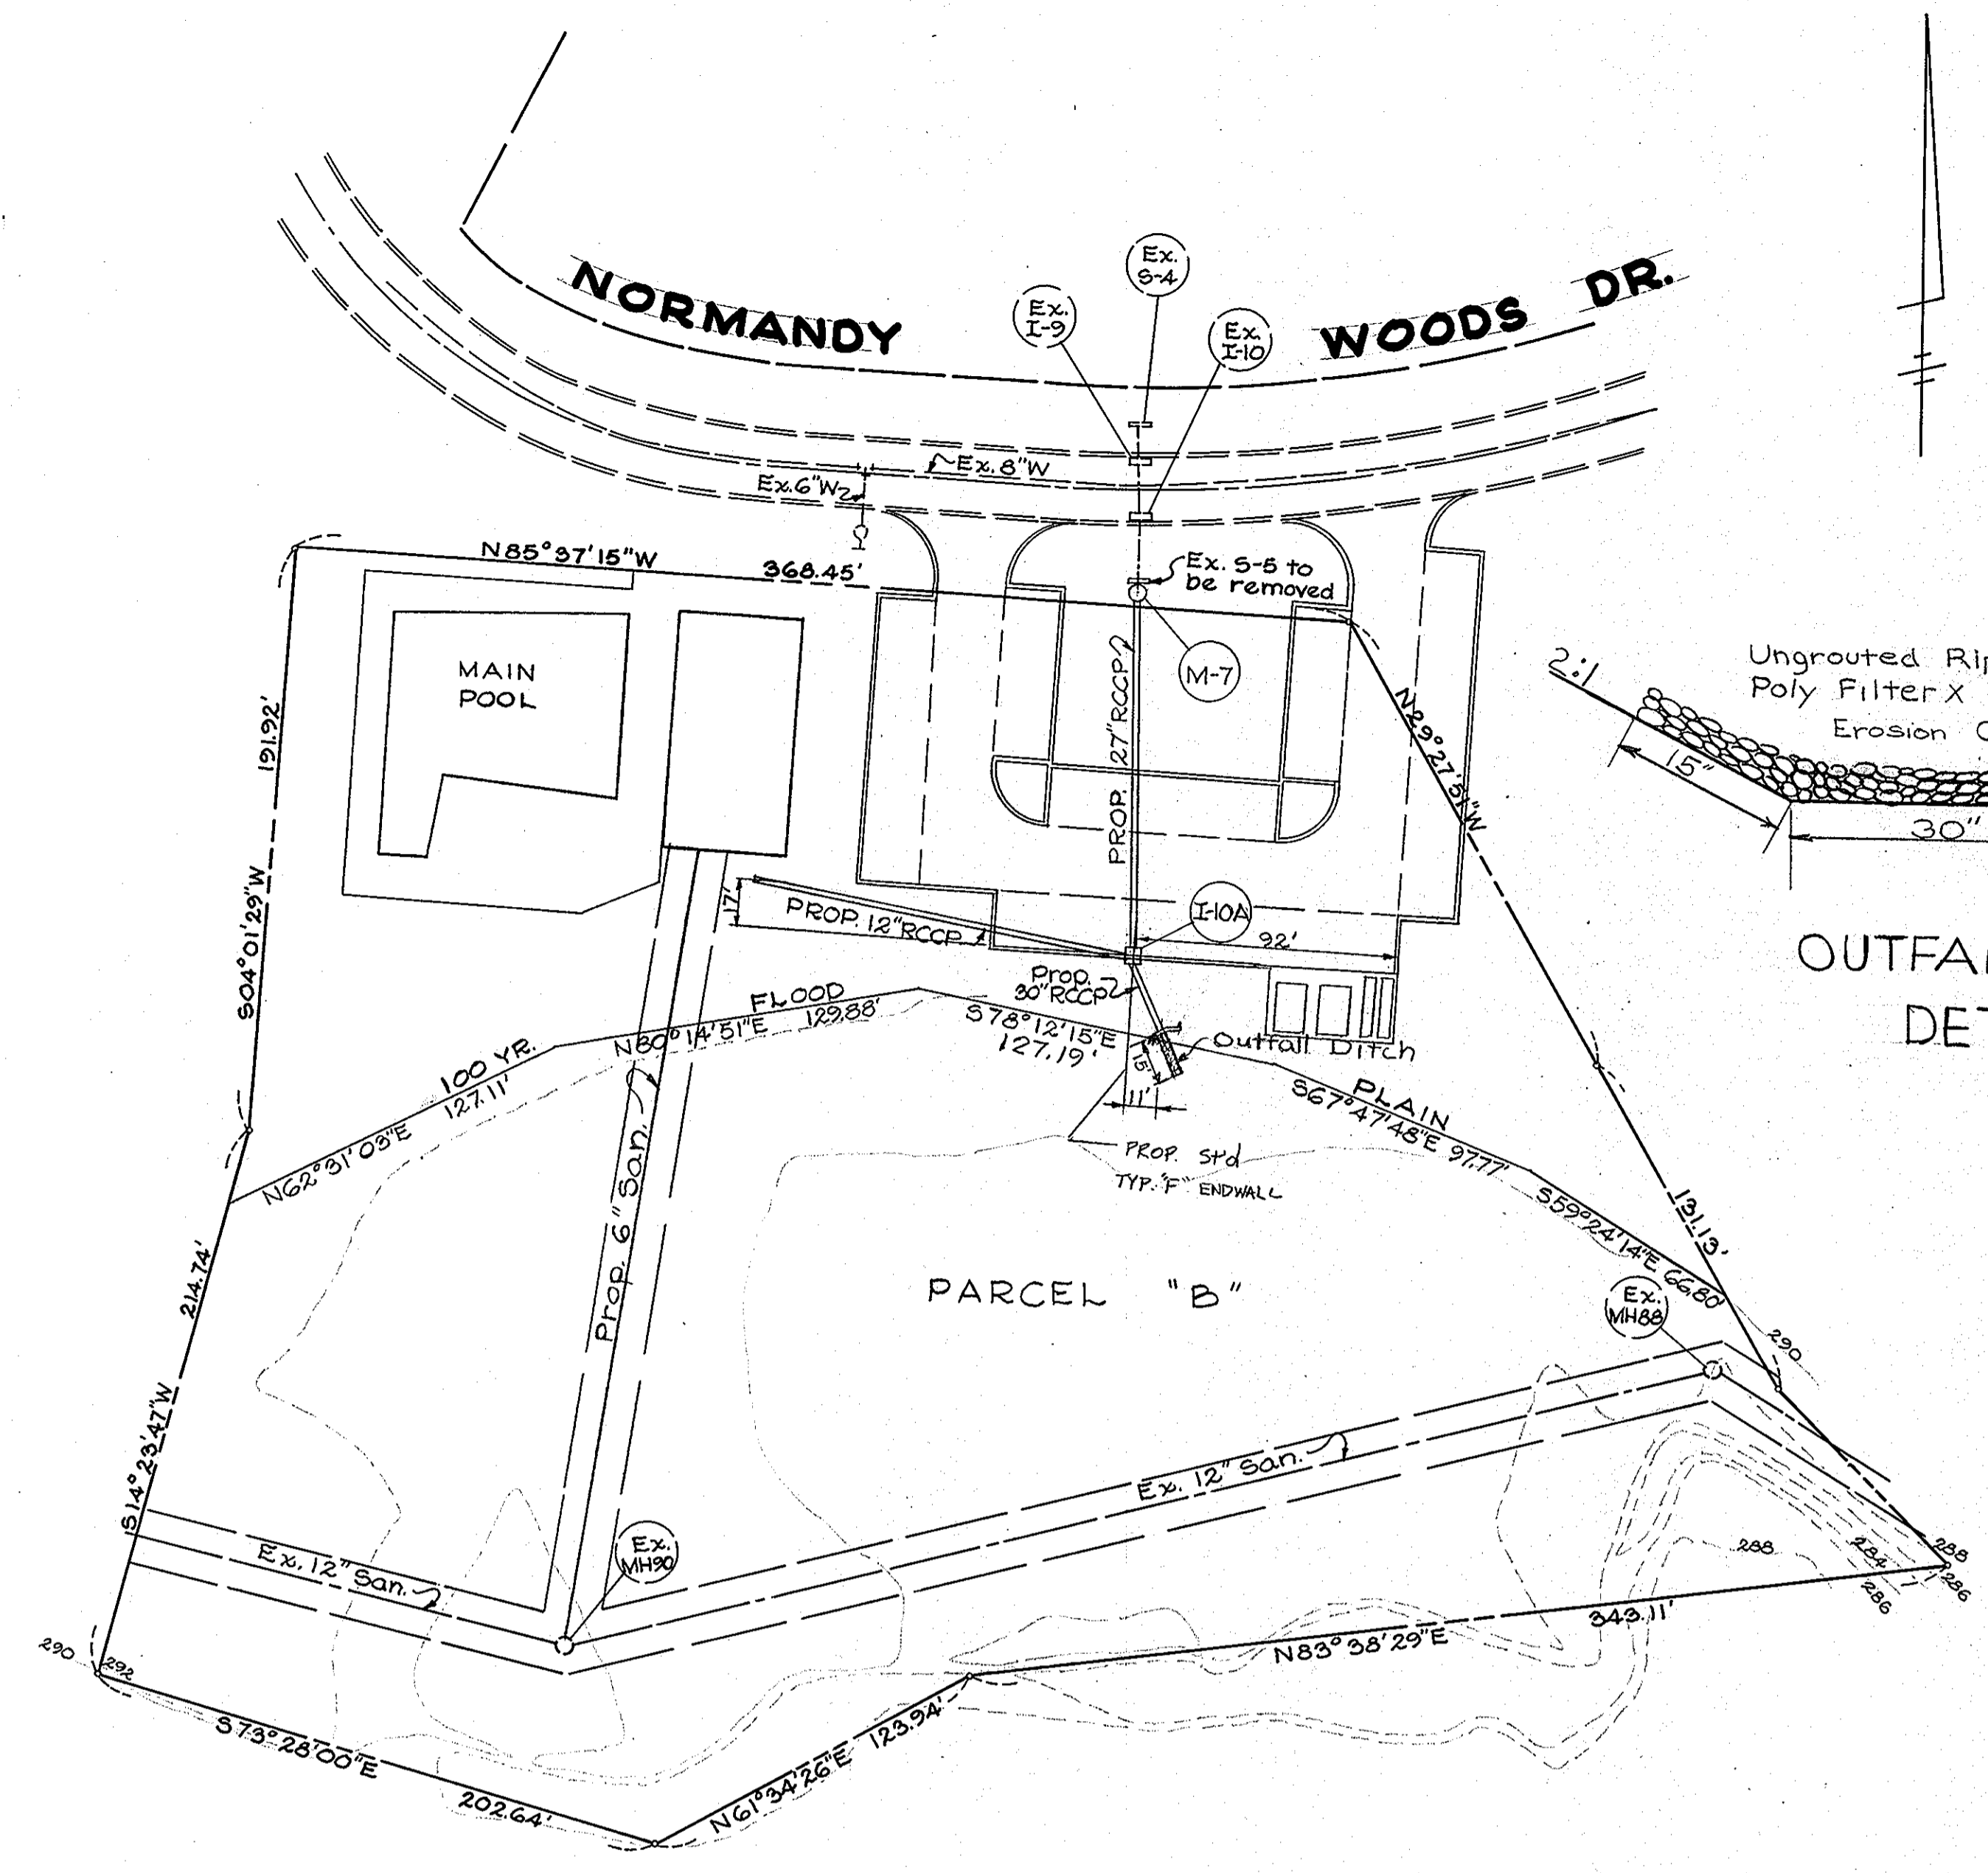 Ex.
S-4
Ex.
I-9
Ex.
I-10
NORMANDY WOODS DR.
Ex. 8"W
Ex. 6"W
N85°37'15"W
368.45'
Ex. S-5 to
be removed
M-7
MAIN
POOL
PROP. 27" RCCP
N29°27'51"W
2:1
Ungrouted
Poly Filter X
Erosion
15"
30"
191.92'
S04°01'29"W
17'
PROP. 12" RCCP
I-10A
92'
Prop.
30" RCCP
100 YR. FLOOD PLAIN
N80°14'51"E
129.88'
S78°12'15"E
127.19'
Outfall Ditch
15'
11'
127.11'
N62°31'03"E
S67°47'48"E 97.77'
PROP. St'd
TYP. "F" ENDWALL
S59°24'14"E 66.80'
131.13'
Prop. 6" San.
PARCEL "B"
Ex.
MH88
290
214.74'
S14°23'47"W
Ex. 12" San.
Ex. 12" San.
Ex.
MH90
288
284
288
286
286
343.11'
N83°38'29"E
290
292
S73°28'00"E
202.64'
N61°34'26"E 123.94'